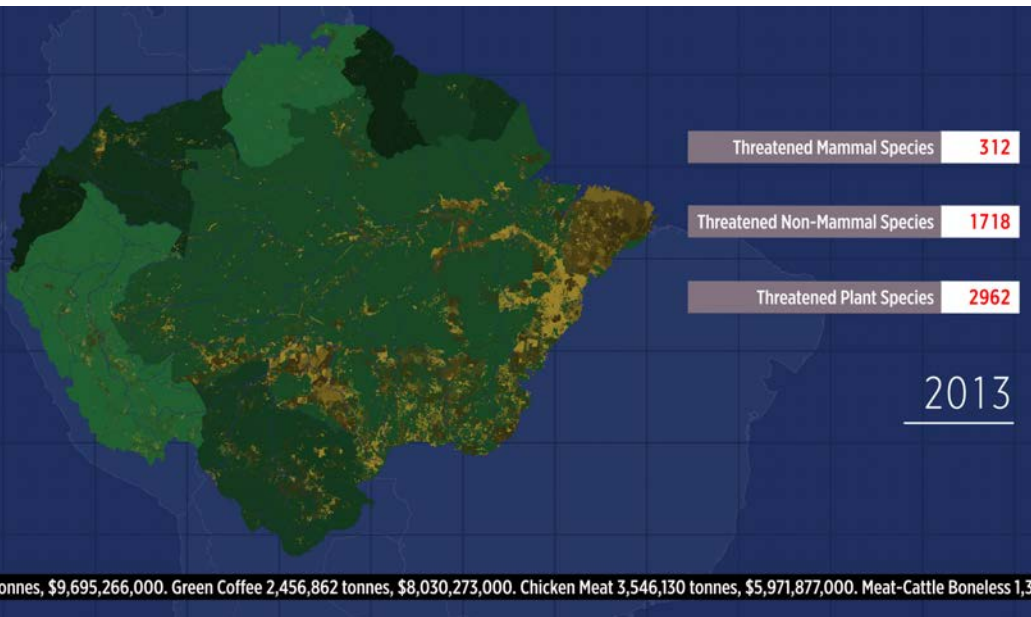 Threatened Mammal Species 312
Threatened Non-Mammal Species 1718
Threatened Plant Species 2962
2013
onnes, $9,695,266,000. Green Coffee 2,456,862 tonnes, $8,030,273,000. Chicken Meat 3,546,130 tonnes, $5,971,877,000. Meat-Cattle Boneless 1,3